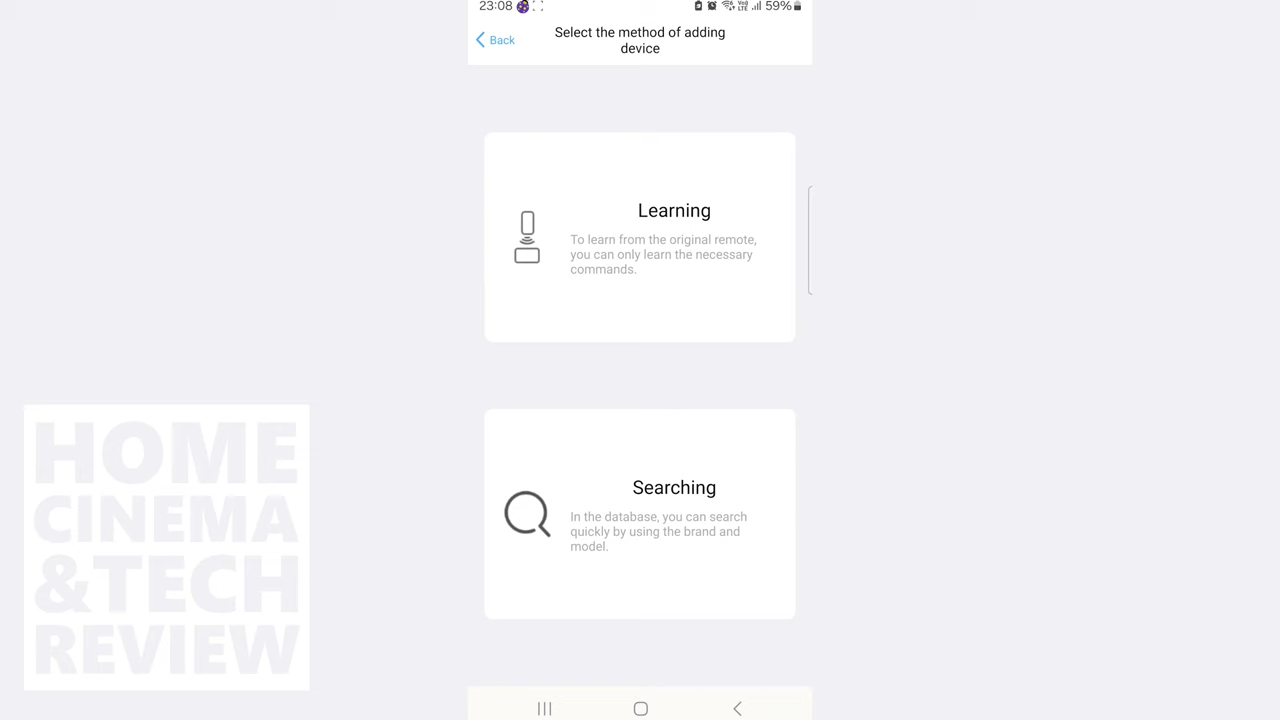 23:08
Vo))
LTE
59%
Back
Select the method of adding
device
Learning
To learn from the original remote,
you can only learn the necessary
commands.
Searching
In the database, you can search
quickly by using the brand and
model.
HOME
CINEMA
&TECH
REVIEW